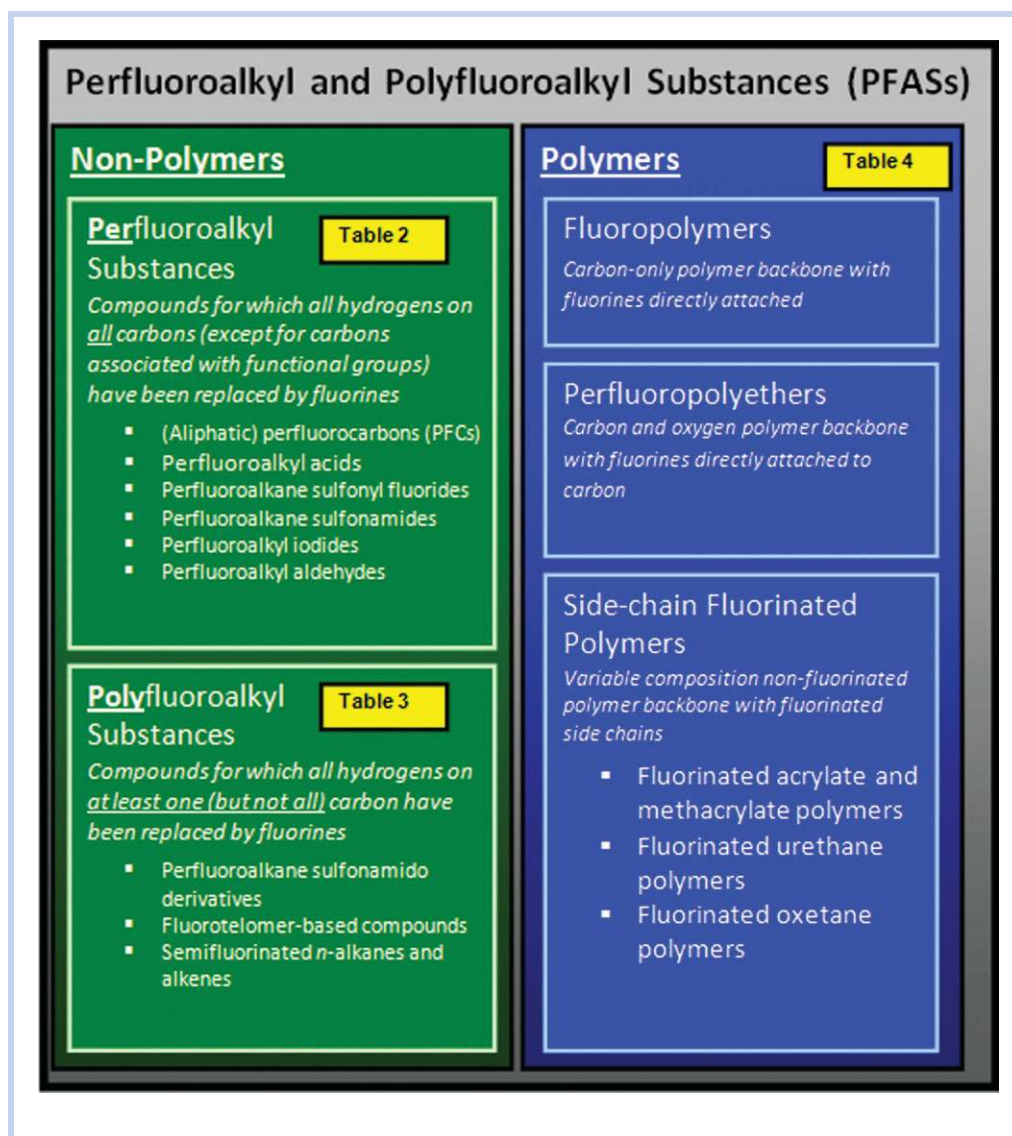 Perfluoroalkyl and Polyfluoroalkyl Substances (PFASs)
Non-Polymers
Perfluoroalkyl
Substances
Table 2
Compounds for which all hydrogens on
all carbons (except for carbons
associated with functional groups)
have been replaced by fluorines
▪ (Aliphatic) perfluorocarbons (PFCs)
▪ Perfluoroalkyl acids
▪ Perfluoroalkane sulfonyl fluorides
▪ Perfluoroalkane sulfonamides
▪ Perfluoroalkyl iodides
▪ Perfluoroalkyl aldehydes
Polyfluoroalkyl
Substances
Table 3
Compounds for which all hydrogens on
at least one (but not all) carbon have
been replaced by fluorines
▪ Perfluoroalkane sulfonamido
derivatives
▪ Fluorotelomer-based compounds
▪ Semifluorinated n-alkanes and
alkenes
Polymers
Table 4
Fluoropolymers
Carbon-only polymer backbone with
fluorines directly attached
Perfluoropolyethers
Carbon and oxygen polymer backbone
with fluorines directly attached to
carbon
Side-chain Fluorinated
Polymers
Variable composition non-fluorinated
polymer backbone with fluorinated
side chains
▪ Fluorinated acrylate and
methacrylate polymers
▪ Fluorinated urethane
polymers
▪ Fluorinated oxetane
polymers